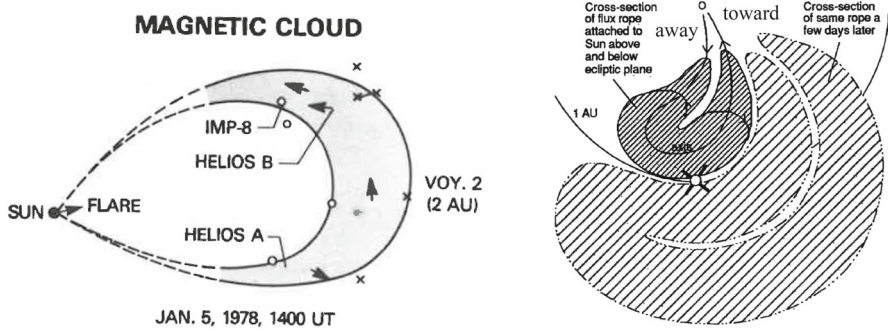 MAGNETIC CLOUD
IMP-8
HELIOS B
SUN
FLARE
VOY. 2
(2 AU)
HELIOS A
JAN. 5, 1978, 1400 UT
Cross-section
of flux rope
attached to
Sun above
and below
ecliptic plane
away
toward
Cross-section
of same rope a
few days later
1 AU
axis